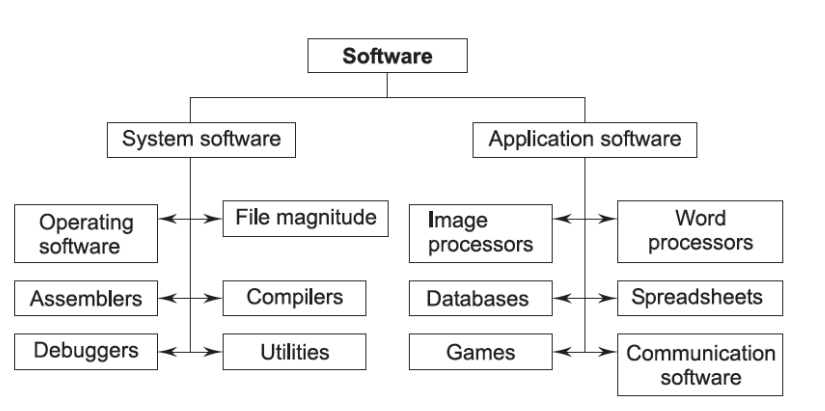 Software
System software
Application software
Operating
software
File magnitude
Image
processors
Word
processors
Assemblers
Compilers
Databases
Spreadsheets
Debuggers
Utilities
Games
Communication
software